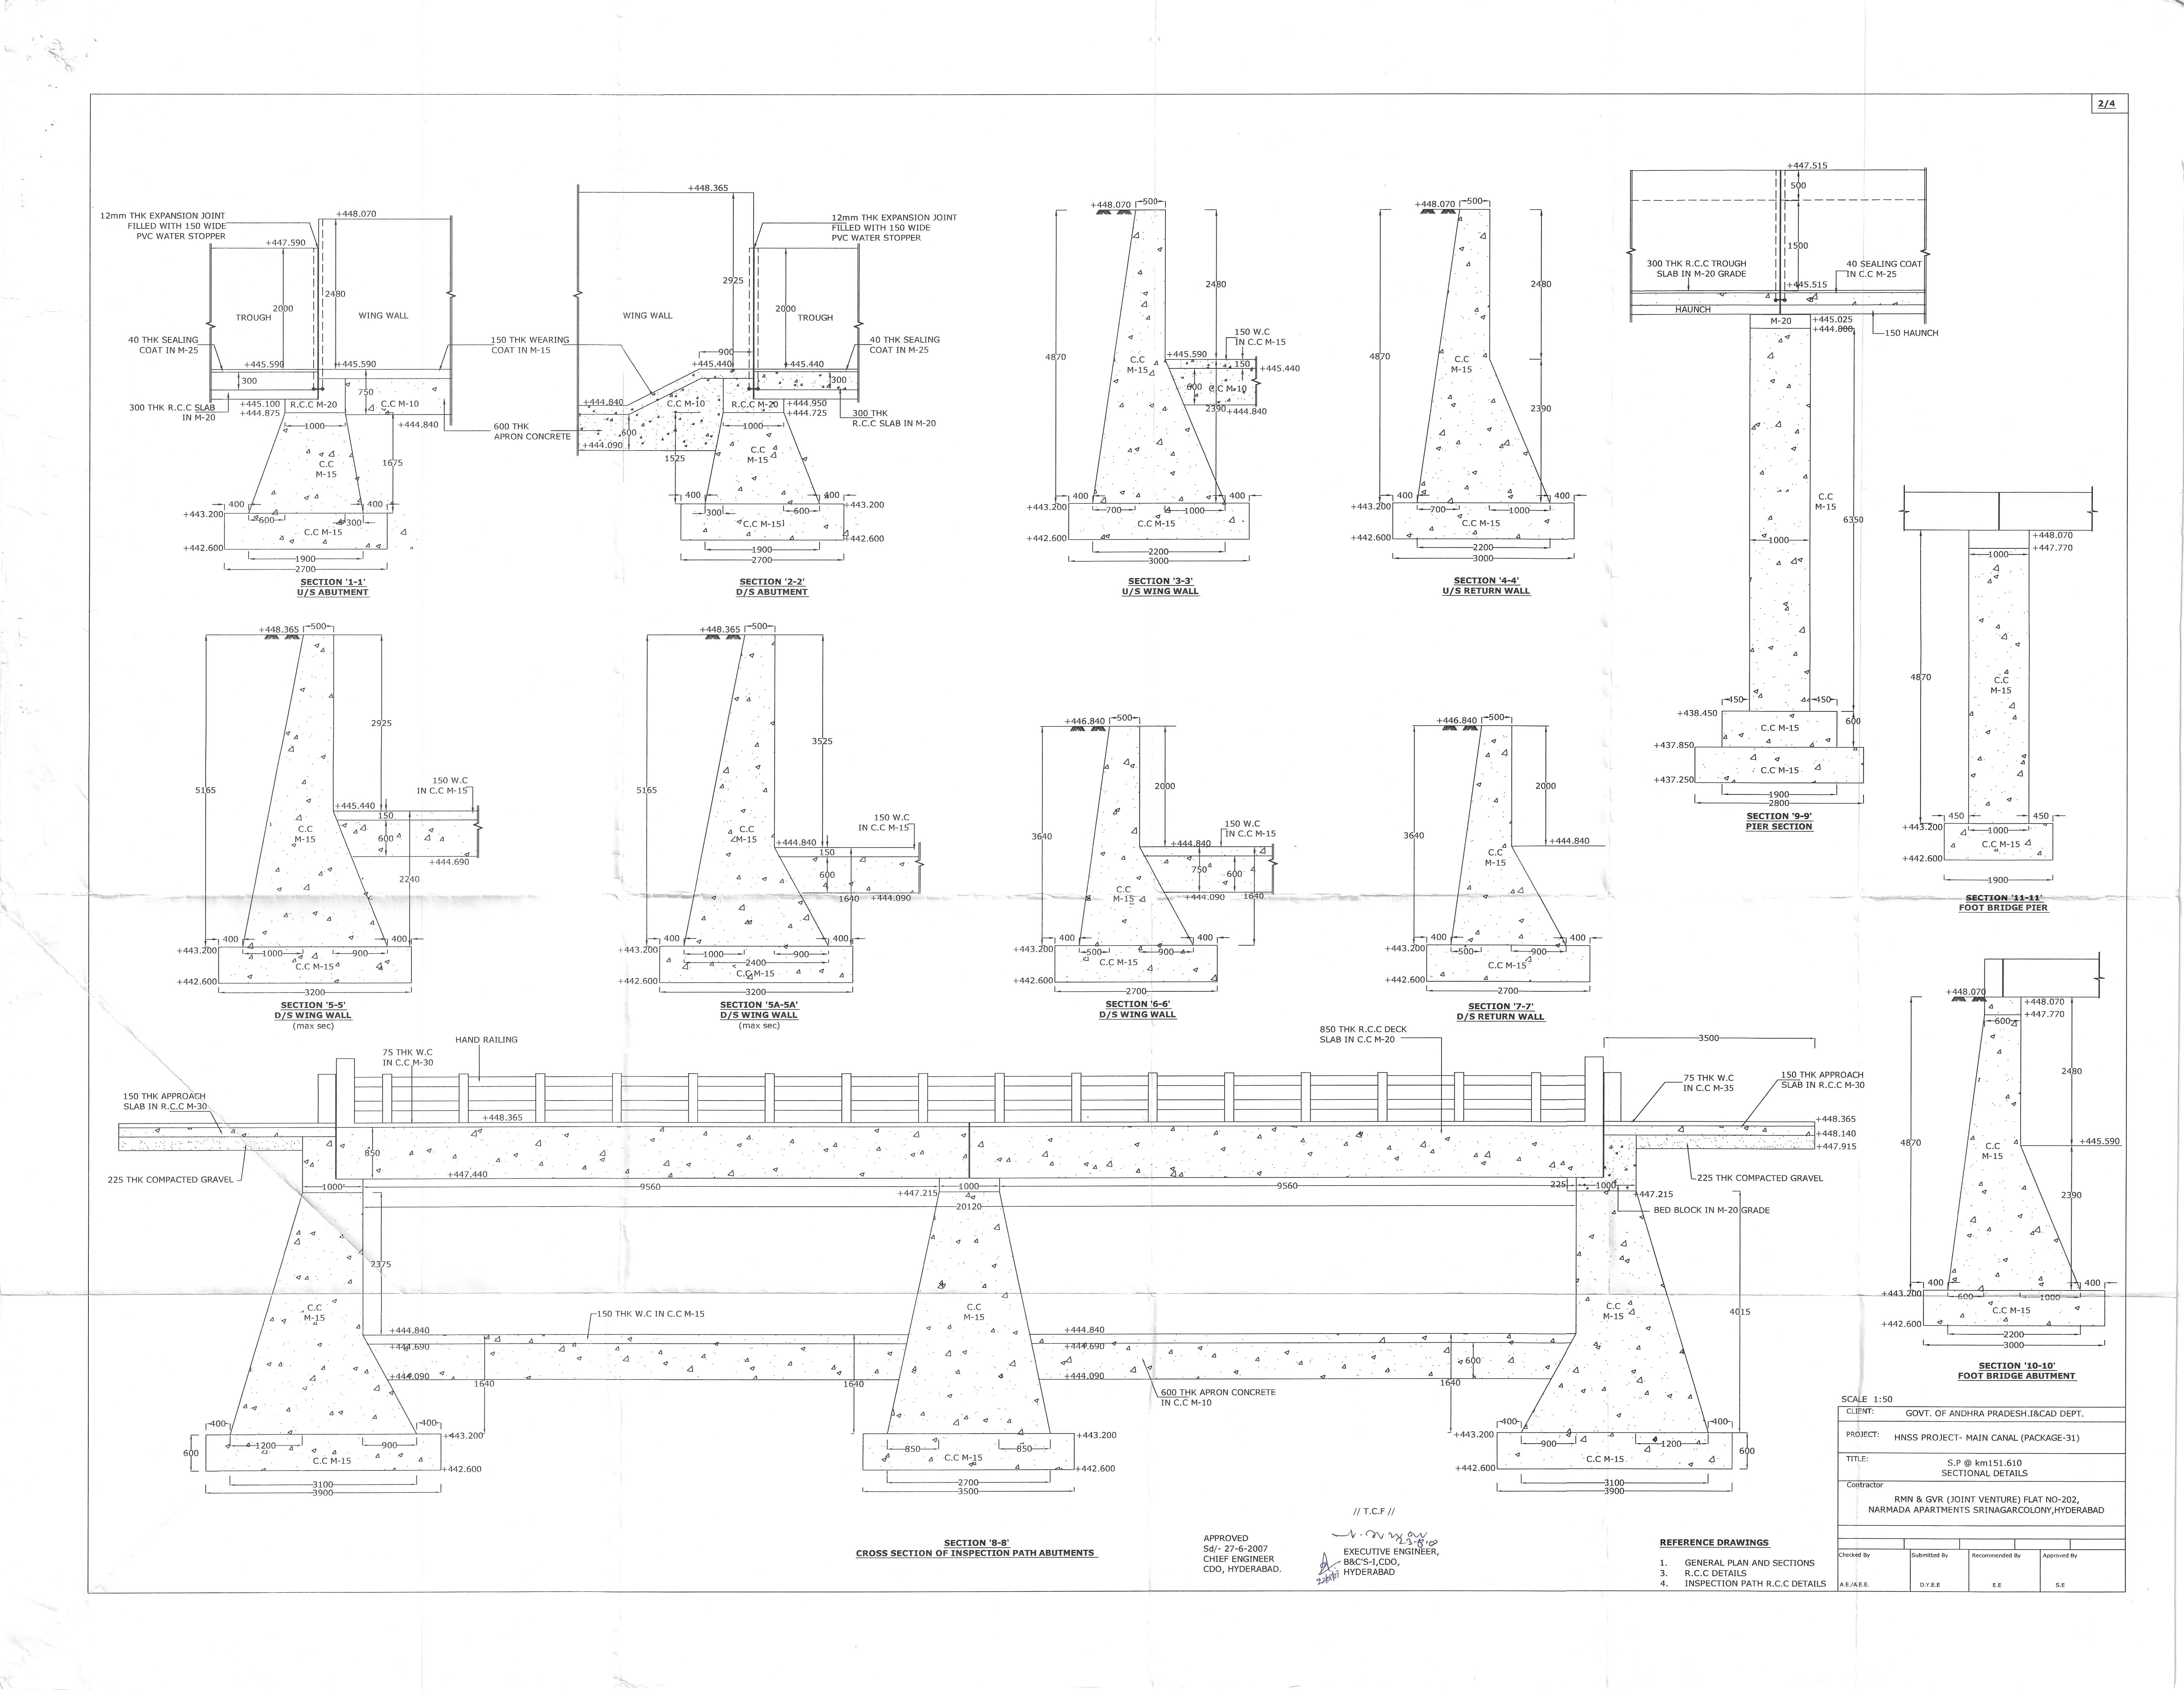 2/4
12mm THK EXPANSION JOINT
FILLED WITH 150 WIDE
PVC WATER STOPPER
+448.070
+447.590
2480
2000
TROUGH
WING WALL
40 THK SEALING
COAT IN M-25
+445.590
+445.590
300
750
300 THK R.C.C SLAB
IN M-20
+445.100
+444.875
R.C.C M-20
C.C M-10
+444.840
1000
C.C
M-15
1675
400
400
+443.200
600
300
C.C M-15
+442.600
1900
2700
SECTION '1-1'
U/S ABUTMENT
150 THK WEARING
COAT IN M-15
600 THK
APRON CONCRETE
+448.365
12mm THK EXPANSION JOINT
FILLED WITH 150 WIDE
PVC WATER STOPPER
2925
2000
WING WALL
TROUGH
40 THK SEALING
COAT IN M-25
900
+445.440
+445.440
300
+444.840
C.C M-10
R.C.C M-20
+444.950
+444.725
300 THK
R.C.C SLAB IN M-20
600
1000
+444.090
1525
C.C
M-15
400
400
+443.200
300
600
C.C M-15
+442.600
1900
2700
SECTION '2-2'
D/S ABUTMENT
+448.070
500
2480
4870
150 W.C
IN C.C M-15
C.C
M-15
+445.590
150
+445.440
600
C.C M-10
2390
+444.840
400
400
+443.200
700
1000
C.C M-15
+442.600
2200
3000
SECTION '3-3'
U/S WING WALL
+448.070
500
2480
4870
C.C
M-15
2390
400
400
+443.200
700
1000
C.C M-15
+442.600
2200
3000
SECTION '4-4'
U/S RETURN WALL
+447.515
500
1500
300 THK R.C.C TROUGH
SLAB IN M-20 GRADE
40 SEALING COAT
IN C.C M-25
+445.515
HAUNCH
M-20
+445.025
+444.800
150 HAUNCH
C.C
M-15
6350
1000
450
450
+438.450
600
C.C M-15
+437.850
C.C M-15
+437.250
1900
2800
SECTION '9-9'
PIER SECTION
+448.070
+447.770
1000
4870
C.C
M-15
450
450
+443.200
1000
C.C M-15
+442.600
1900
SECTION '11-11'
FOOT BRIDGE PIER
+448.365
500
2925
5165
150 W.C
IN C.C M-15
+445.440
150
C.C
M-15
600
+444.690
2240
400
400
+443.200
1000
900
C.C M-15
+442.600
3200
SECTION '5-5'
D/S WING WALL
(max sec)
+448.365
500
3525
5165
150 W.C
IN C.C M-15
C.C
M-15
+444.840
150
600
1640
+444.090
400
400
+443.200
1000
900
2400
C.C M-15
+442.600
3200
SECTION '5A-5A'
D/S WING WALL
(max sec)
+446.840
500
2000
3640
150 W.C
IN C.C M-15
+444.840
750
600
C.C
M-15
+444.090
1640
400
400
+443.200
500
900
C.C M-15
+442.600
2700
SECTION '6-6'
D/S WING WALL
+446.840
500
2000
3640
+444.840
C.C
M-15
400
400
+443.200
500
900
C.C M-15
+442.600
2700
SECTION '7-7'
D/S RETURN WALL
+448.070
+448.070
+447.770
600
2480
4870
C.C
M-15
+445.590
2390
400
400
+443.200
600
1000
C.C M-15
+442.600
2200
3000
SECTION '10-10'
FOOT BRIDGE ABUTMENT
75 THK W.C
IN C.C M-30
HAND RAILING
850 THK R.C.C DECK
SLAB IN C.C M-20
3500
150 THK APPROACH
SLAB IN R.C.C M-30
75 THK W.C
IN C.C M-35
150 THK APPROACH
SLAB IN R.C.C M-30
+448.365
+448.365
+448.140
+447.915
850
225 THK COMPACTED GRAVEL
+447.440
225 THK COMPACTED GRAVEL
1000
9560
1000
9560
225
1000
+447.215
+447.215
20120
BED BLOCK IN M-20 GRADE
2375
4015
C.C
M-15
150 THK W.C IN C.C M-15
C.C
M-15
C.C
M-15
+444.840
+444.840
+444.690
+444.690
600
+444.090
+444.090
1640
1640
1640
600 THK APRON CONCRETE
IN C.C M-10
400
400
400
400
+443.200
+443.200
+443.200
600
1200
900
850
850
900
1200
600
C.C M-15
C.C M-15
C.C M-15
+442.600
+442.600
+442.600
3100
2700
3100
3900
3500
3900
SECTION '8-8'
CROSS SECTION OF INSPECTION PATH ABUTMENTS
APPROVED
Sd/- 27-6-2007
CHIEF ENGINEER
CDO, HYDERABAD.
// T.C.F //
EXECUTIVE ENGINEER,
B&C'S-I,CDO,
HYDERABAD
REFERENCE DRAWINGS
1. GENERAL PLAN AND SECTIONS
3. R.C.C DETAILS
4. INSPECTION PATH R.C.C DETAILS
SCALE 1:50
CLIENT: GOVT. OF ANDHRA PRADESH.I&CAD DEPT.
PROJECT: HNSS PROJECT- MAIN CANAL (PACKAGE-31)
TITLE: S.P @ km151.610
SECTIONAL DETAILS
Contractor
RMN & GVR (JOINT VENTURE) FLAT NO-202,
NARMADA APARTMENTS SRINAGARCOLONY,HYDERABAD
Checked By
Submitted By
Recommended By
Approved By
A.E./A.E.E.
D.Y.E.E
E.E
S.E